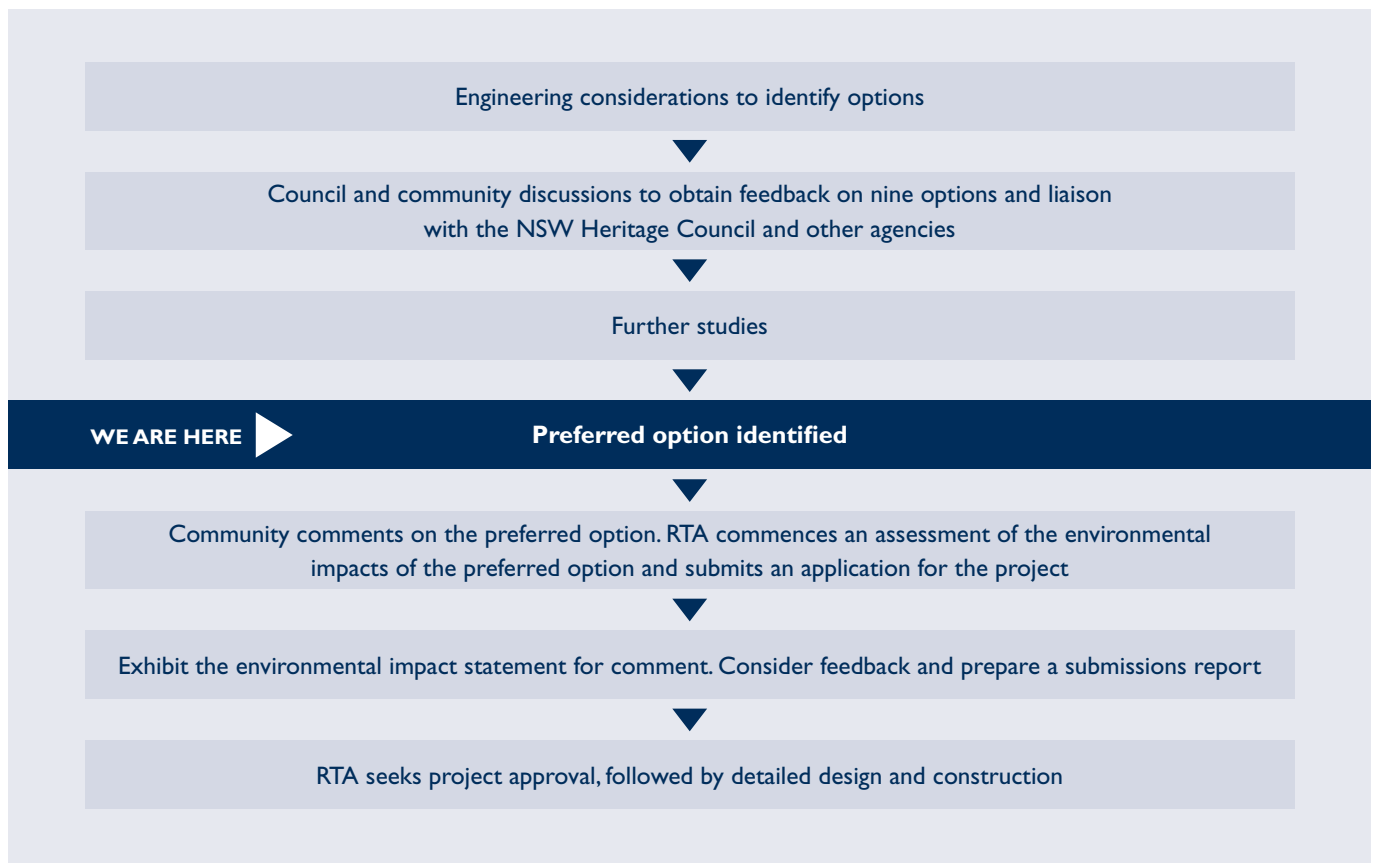 Engineering considerations to identify options
Council and community discussions to obtain feedback on nine options and liaison
with the NSW Heritage Council and other agencies
Further studies
WE ARE HERE
Preferred option identified
Community comments on the preferred option. RTA commences an assessment of the environmental
impacts of the preferred option and submits an application for the project
Exhibit the environmental impact statement for comment. Consider feedback and prepare a submissions report
RTA seeks project approval, followed by detailed design and construction